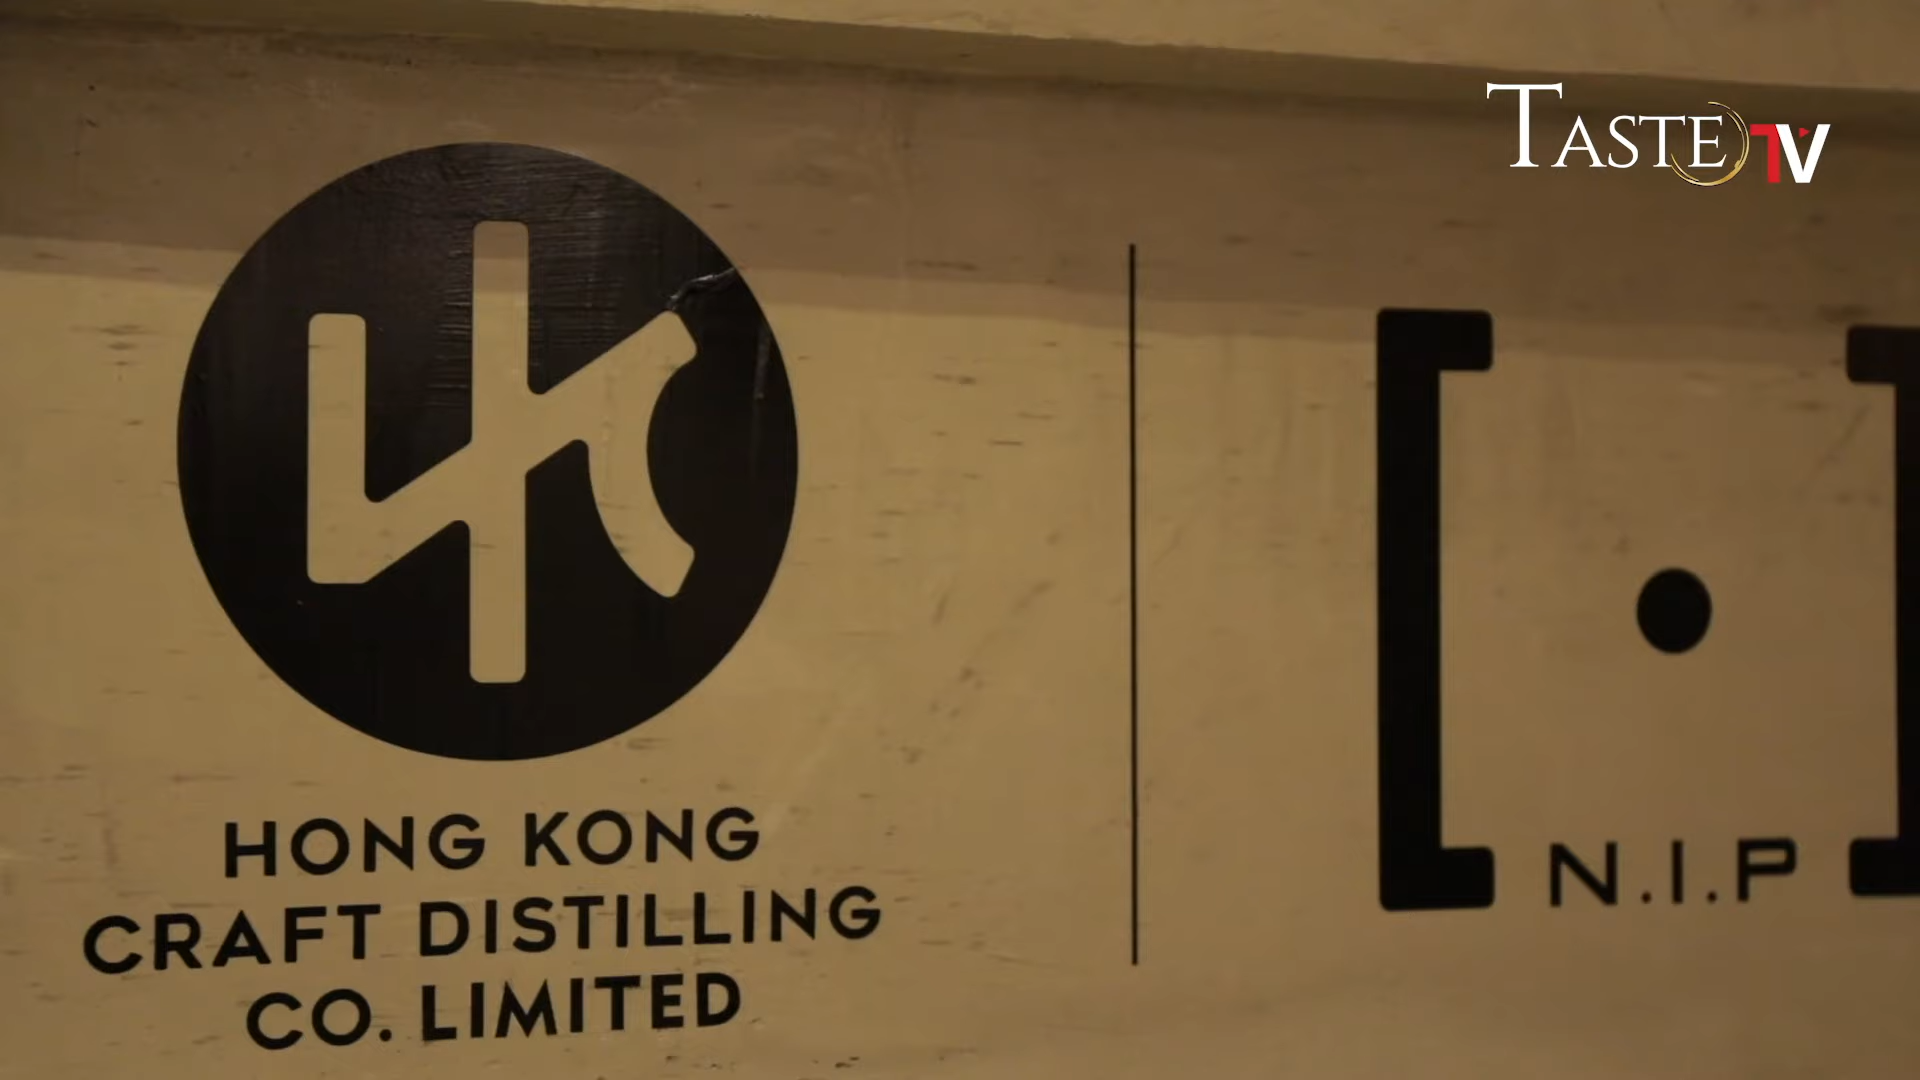 TASTE TV
HONG KONG
CRAFT DISTILLING
CO. LIMITED
N.I.P